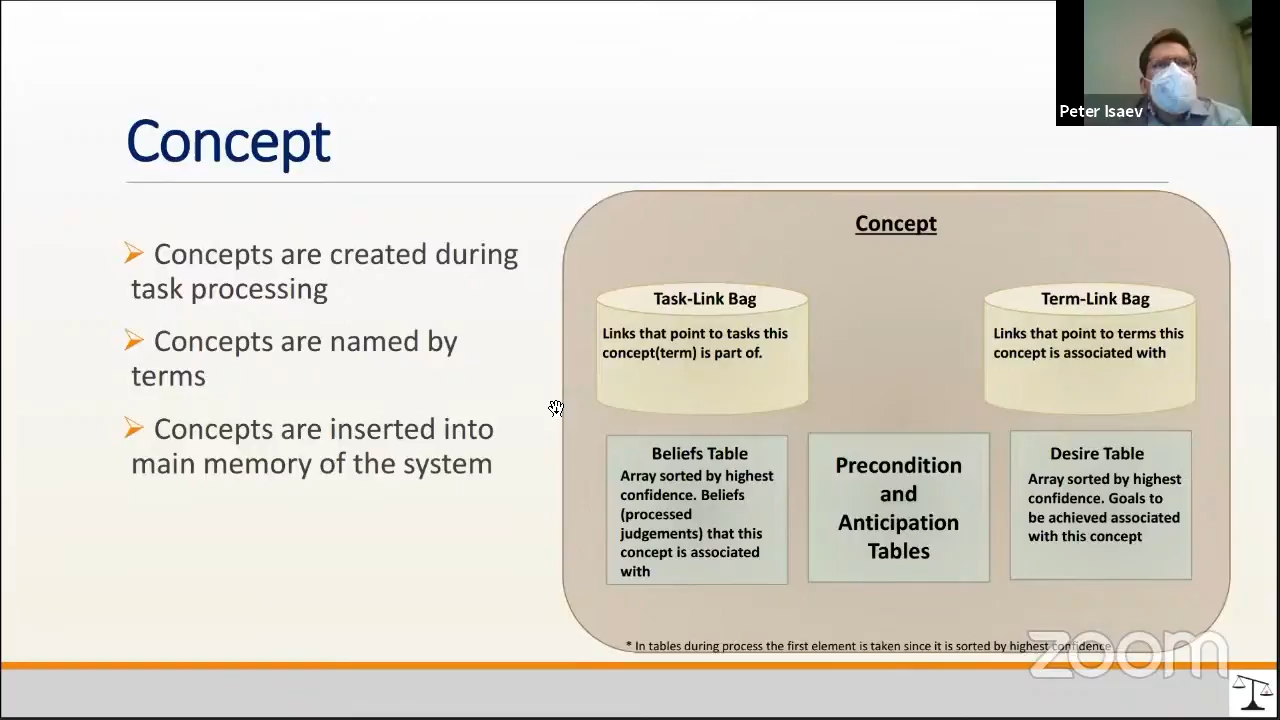 Peter Isaev
Concept
Concepts are created during
task processing
Concepts are named by
terms
Concepts are inserted into
main memory of the system
Concept
Task-Link Bag
Links that point to tasks this
concept(term) is part of.
Term-Link Bag
Links that point to terms this
concept is associated with
Beliefs Table
Array sorted by highest
confidence. Beliefs
(processed
judgements) that this
concept is associated
with
Precondition
and
Anticipation
Tables
Desire Table
Array sorted by highest
confidence. Goals to
be achieved associated
with this concept
* In tables during process the first element is taken since it is sorted by highest confidence
zoom